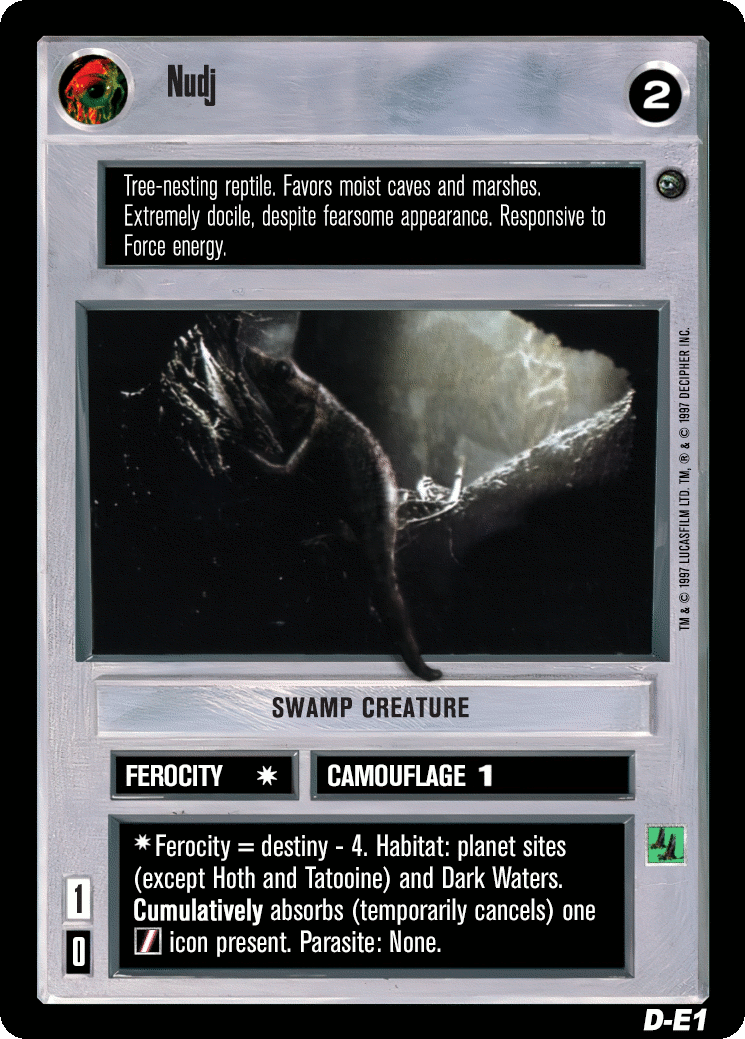 Nudj
2
Tree-nesting reptile. Favors moist caves and marshes.
Extremely docile, despite fearsome appearance. Responsive to
Force energy.
TM & © 1997 LUCASFILM LTD. TM, ® & © 1997 DECIPHER INC.
SWAMP CREATURE
FEROCITY ✷
CAMOUFLAGE 1
✷Ferocity = destiny - 4. Habitat: planet sites
(except Hoth and Tatooine) and Dark Waters.
Cumulatively absorbs (temporarily cancels) one
icon present. Parasite: None.
1
0
D-E1